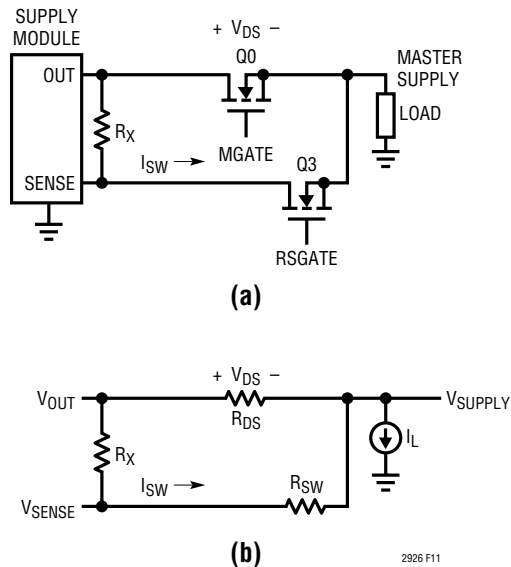 SUPPLY
MODULE
+ VDS –
Q0
OUT
MASTER
SUPPLY
LOAD
RX
MGATE
ISW
Q3
SENSE
RSGATE
(a)
+ VDS –
VOUT
RDS
VSUPPLY
RX
IL
ISW
RSW
VSENSE
(b)
2926 F11